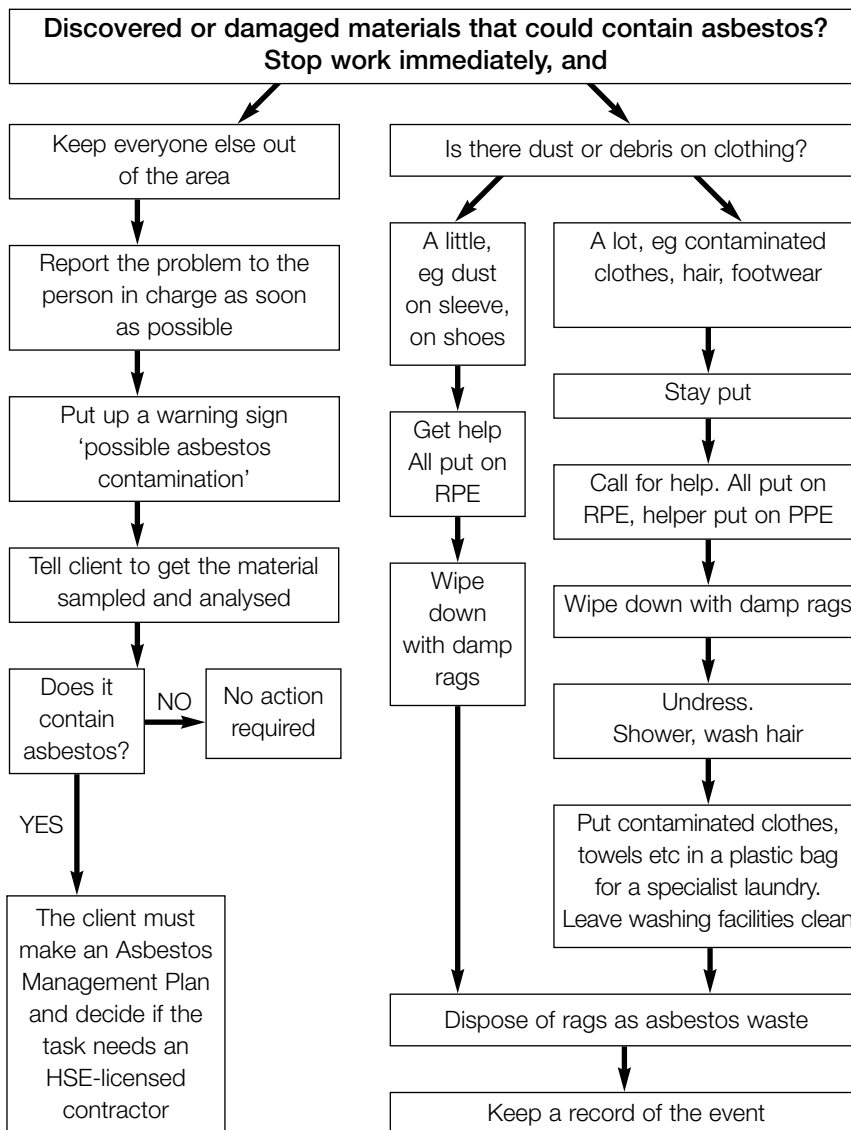 Discovered or damaged materials that could contain asbestos?
Stop work immediately, and
Keep everyone else out
of the area
Report the problem to the
person in charge as soon
as possible
Put up a warning sign
‘possible asbestos
contamination’
Tell client to get the material
sampled and analysed
Does it
contain
asbestos?
NO
No action
required
YES
The client must
make an Asbestos
Management Plan
and decide if the
task needs an
HSE-licensed
contractor
Is there dust or debris on clothing?
A little,
eg dust
on sleeve,
on shoes
Get help
All put on
RPE
Wipe
down
with damp
rags
A lot, eg contaminated
clothes, hair, footwear
Stay put
Call for help. All put on
RPE, helper put on PPE
Wipe down with damp rags
Undress.
Shower, wash hair
Put contaminated clothes,
towels etc in a plastic bag
for a specialist laundry.
Leave washing facilities clean
Dispose of rags as asbestos waste
Keep a record of the event